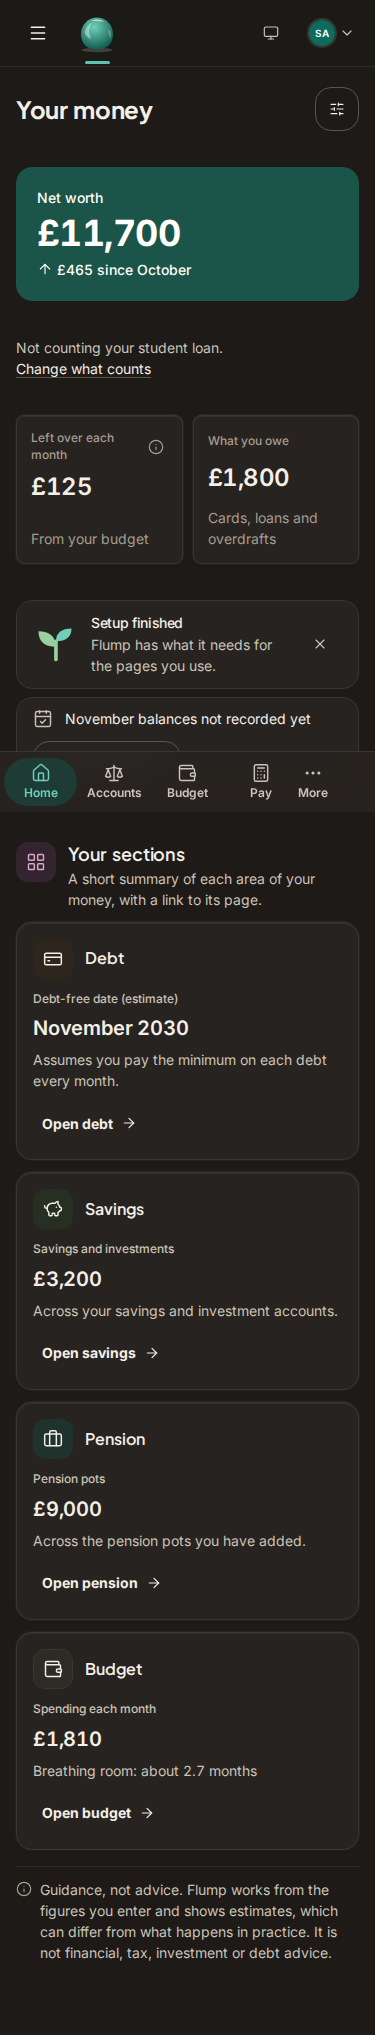 SA
Your money
Net worth
£11,700
↑ £465 since October
Not counting your student loan.
Change what counts
Left over each
month
£125
From your budget
What you owe
£1,800
Cards, loans and
overdrafts
Setup finished
Flump has what it needs for
the pages you use.
November balances not recorded yet
Home
Accounts
Budget
Pay
More
Your sections
A short summary of each area of your
money, with a link to its page.
Debt
Debt-free date (estimate)
November 2030
Assumes you pay the minimum on each debt
every month.
Open debt →
Savings
Savings and investments
£3,200
Across your savings and investment accounts.
Open savings →
Pension
Pension pots
£9,000
Across the pension pots you have added.
Open pension →
Budget
Spending each month
£1,810
Breathing room: about 2.7 months
Open budget →
Guidance, not advice. Flump works from the
figures you enter and shows estimates, which
can differ from what happens in practice. It is
not financial, tax, investment or debt advice.